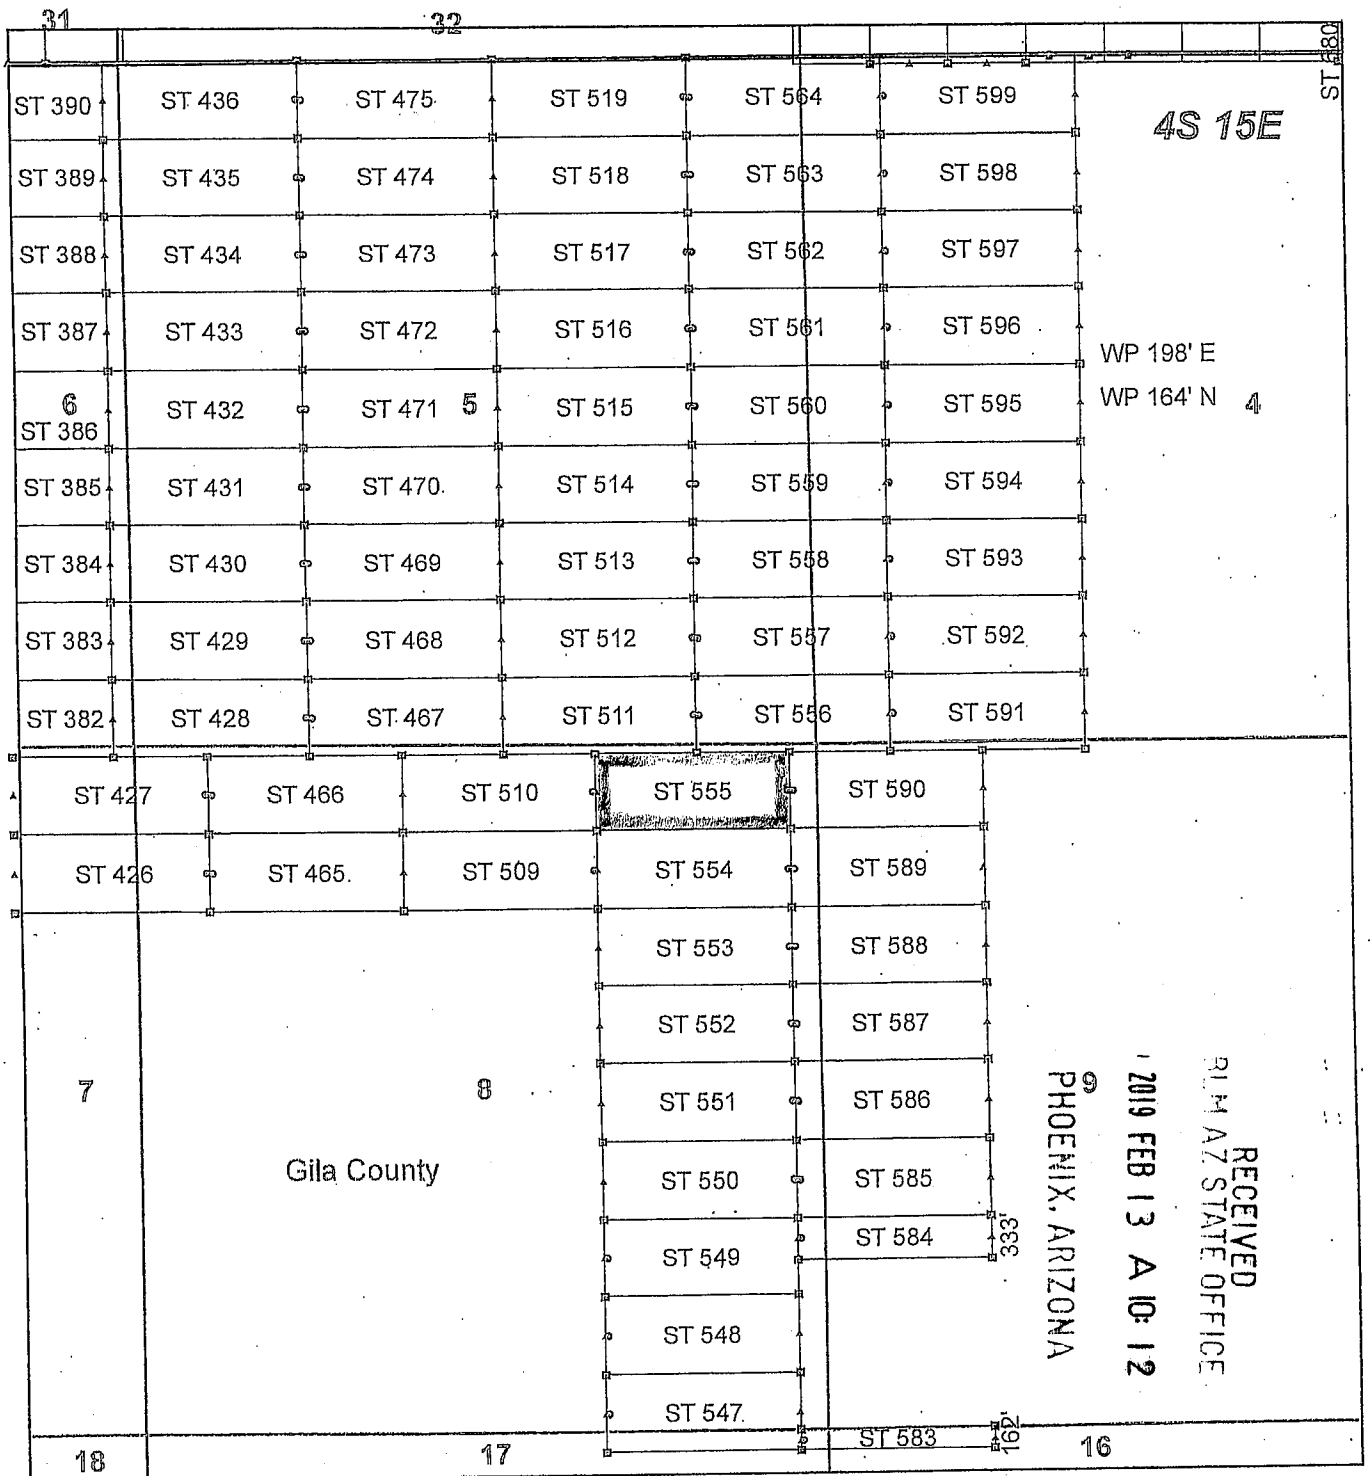 31 32
ST 680
ST 390 ST 436 ST 475 ST 519 ST 564 ST 599
4S 15E
ST 389 ST 435 ST 474 ST 518 ST 563 ST 598
ST 388 ST 434 ST 473 ST 517 ST 562 ST 597
ST 387 ST 433 ST 472 ST 516 ST 561 ST 596
WP 198' E
6 ST 432 ST 471 5 ST 515 ST 560 ST 595 WP 164' N 4
ST 386
ST 385 ST 431 ST 470 ST 514 ST 559 ST 594
ST 384 ST 430 ST 469 ST 513 ST 558 ST 593
ST 383 ST 429 ST 468 ST 512 ST 557 ST 592
ST 382 ST 428 ST 467 ST 511 ST 556 ST 591
ST 427 ST 466 ST 510 ST 555 ST 590
ST 426 ST 465 ST 509 ST 554 ST 589
ST 553 ST 588
ST 552 ST 587
7 8 ST 551 ST 586 9
Gila County ST 550 ST 585
ST 549 ST 584 333'
ST 548
ST 547
ST 583 162'
18 17 16
RECEIVED
BLM AZ STATE OFFICE
2019 FEB 13 A 10: 12
PHOENIX, ARIZONA